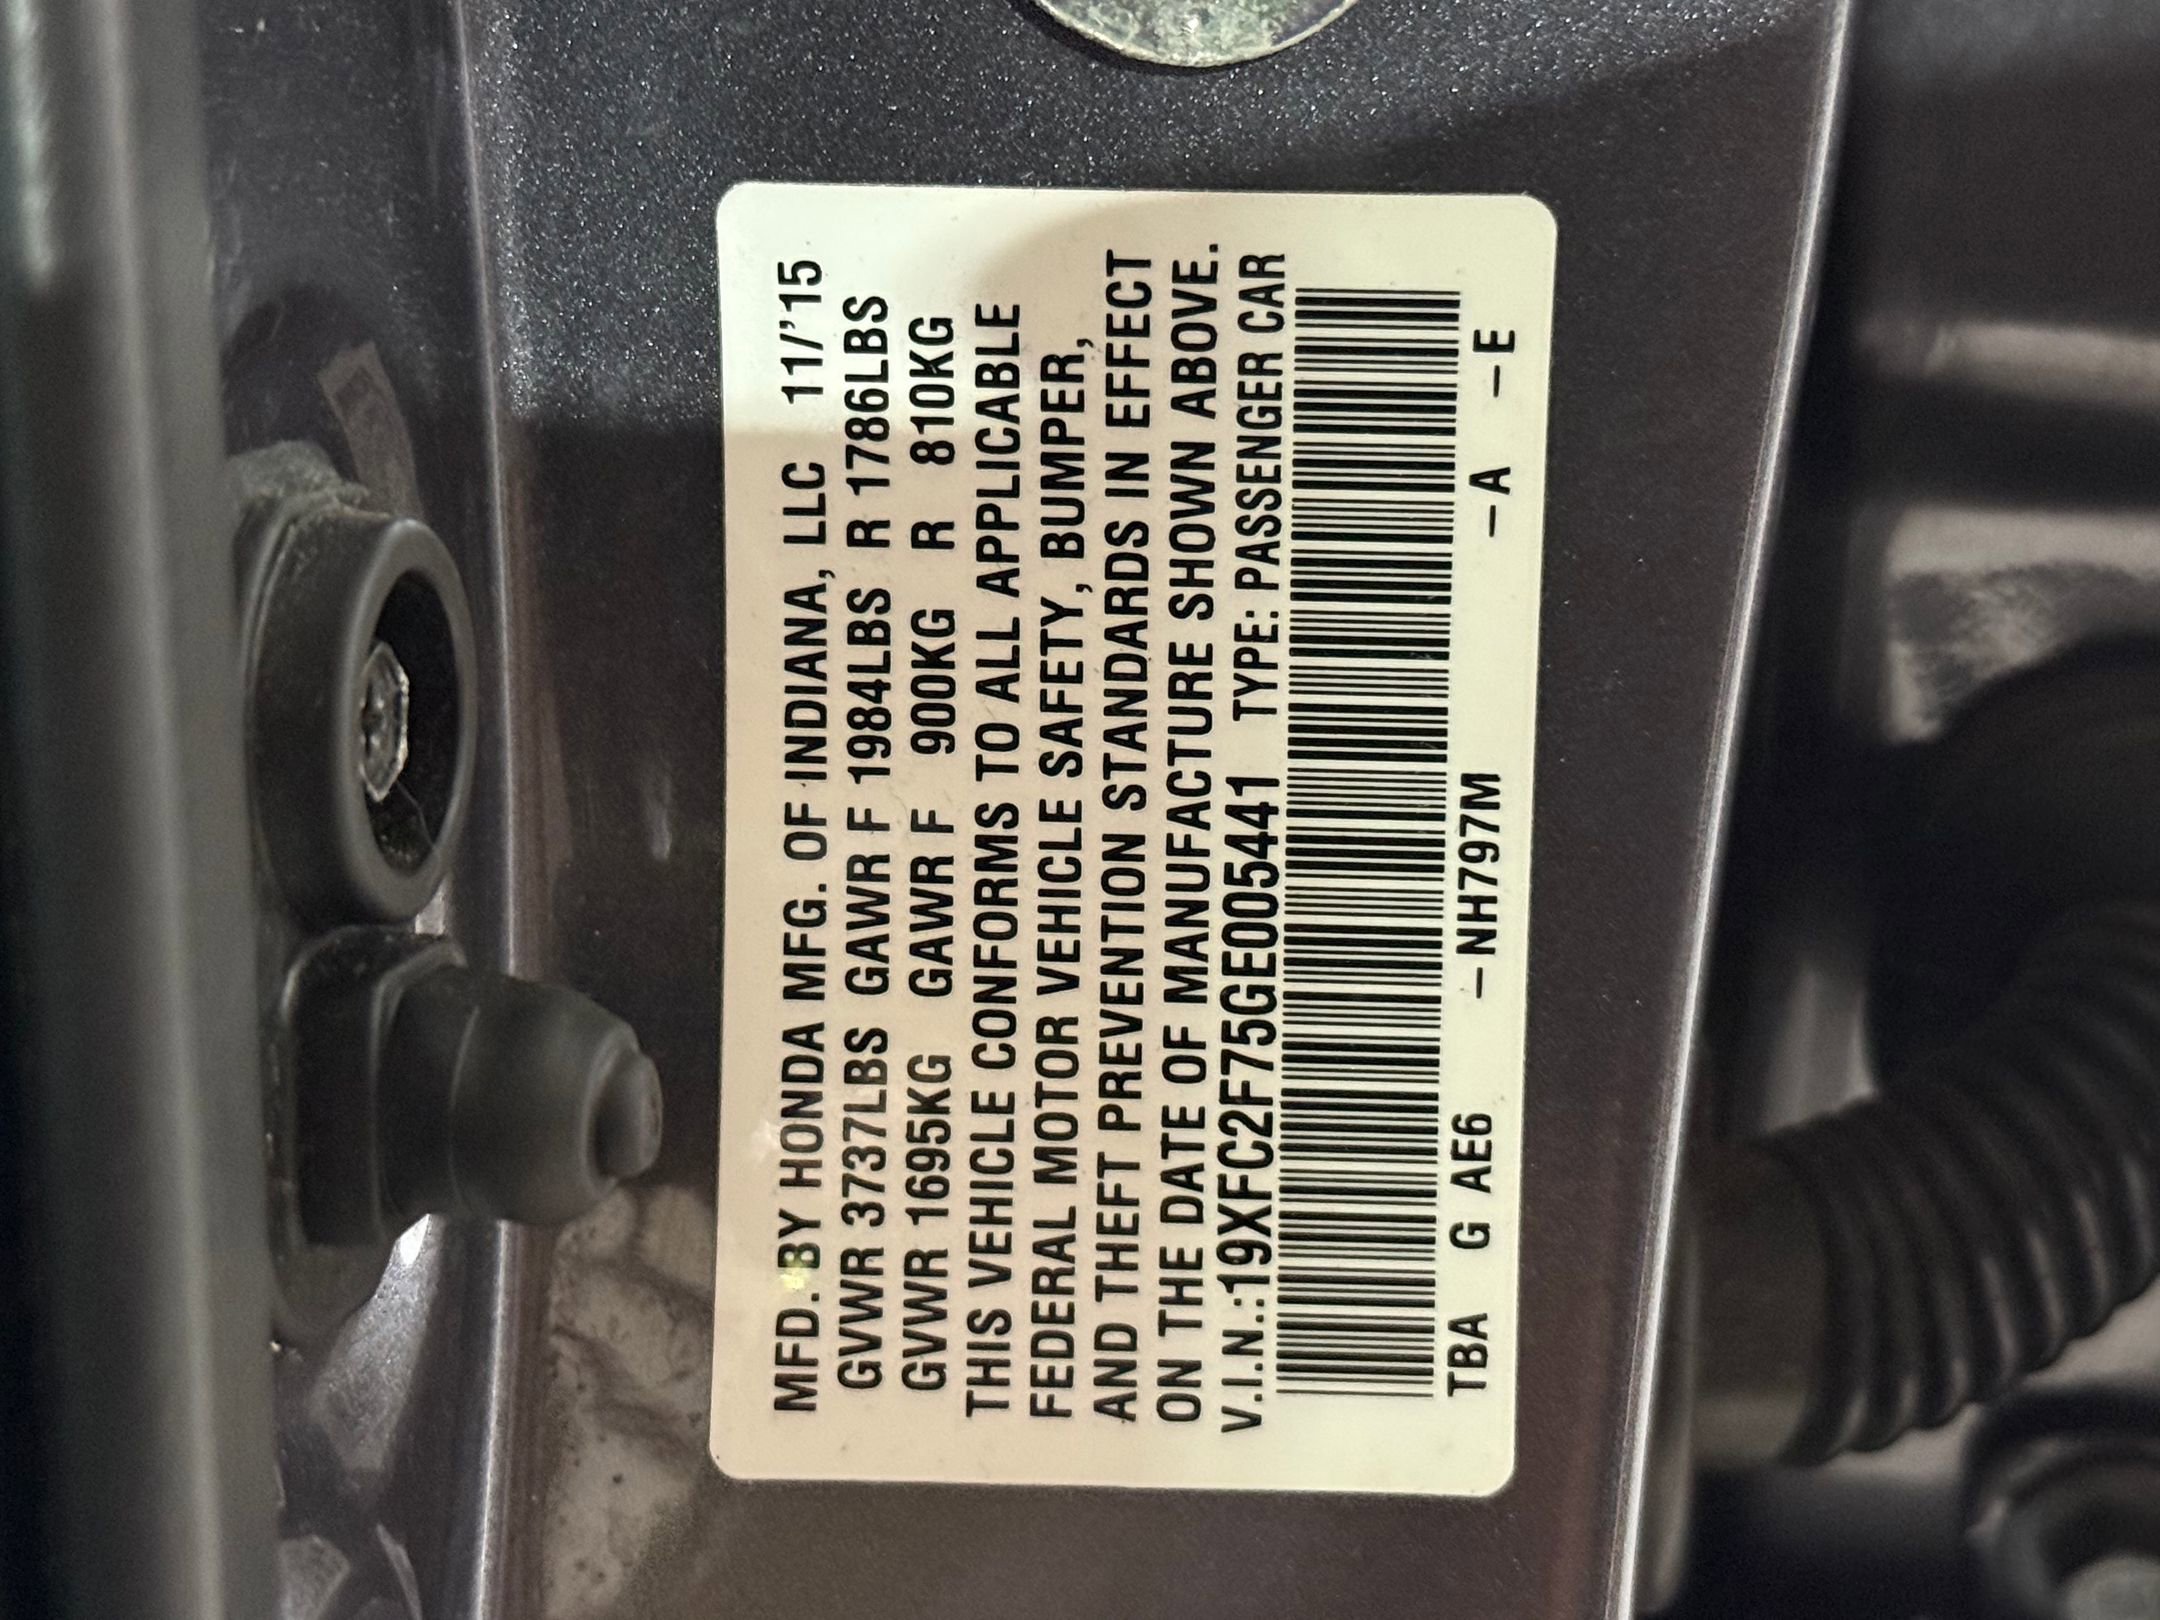 MFD. BY HONDA MFG. OF INDIANA, LLC 11/'15
GVWR 3737LBS GAWR F 1984LBS R 1786LBS
GVWR 1695KG GAWR F 900KG R 810KG
THIS VEHICLE CONFORMS TO ALL APPLICABLE
FEDERAL MOTOR VEHICLE SAFETY, BUMPER,
AND THEFT PREVENTION STANDARDS IN EFFECT
ON THE DATE OF MANUFACTURE SHOWN ABOVE.
V.I.N.:19XFC2F75GE005441 TYPE: PASSENGER CAR
TBA G AE6 –NH797M –A –E